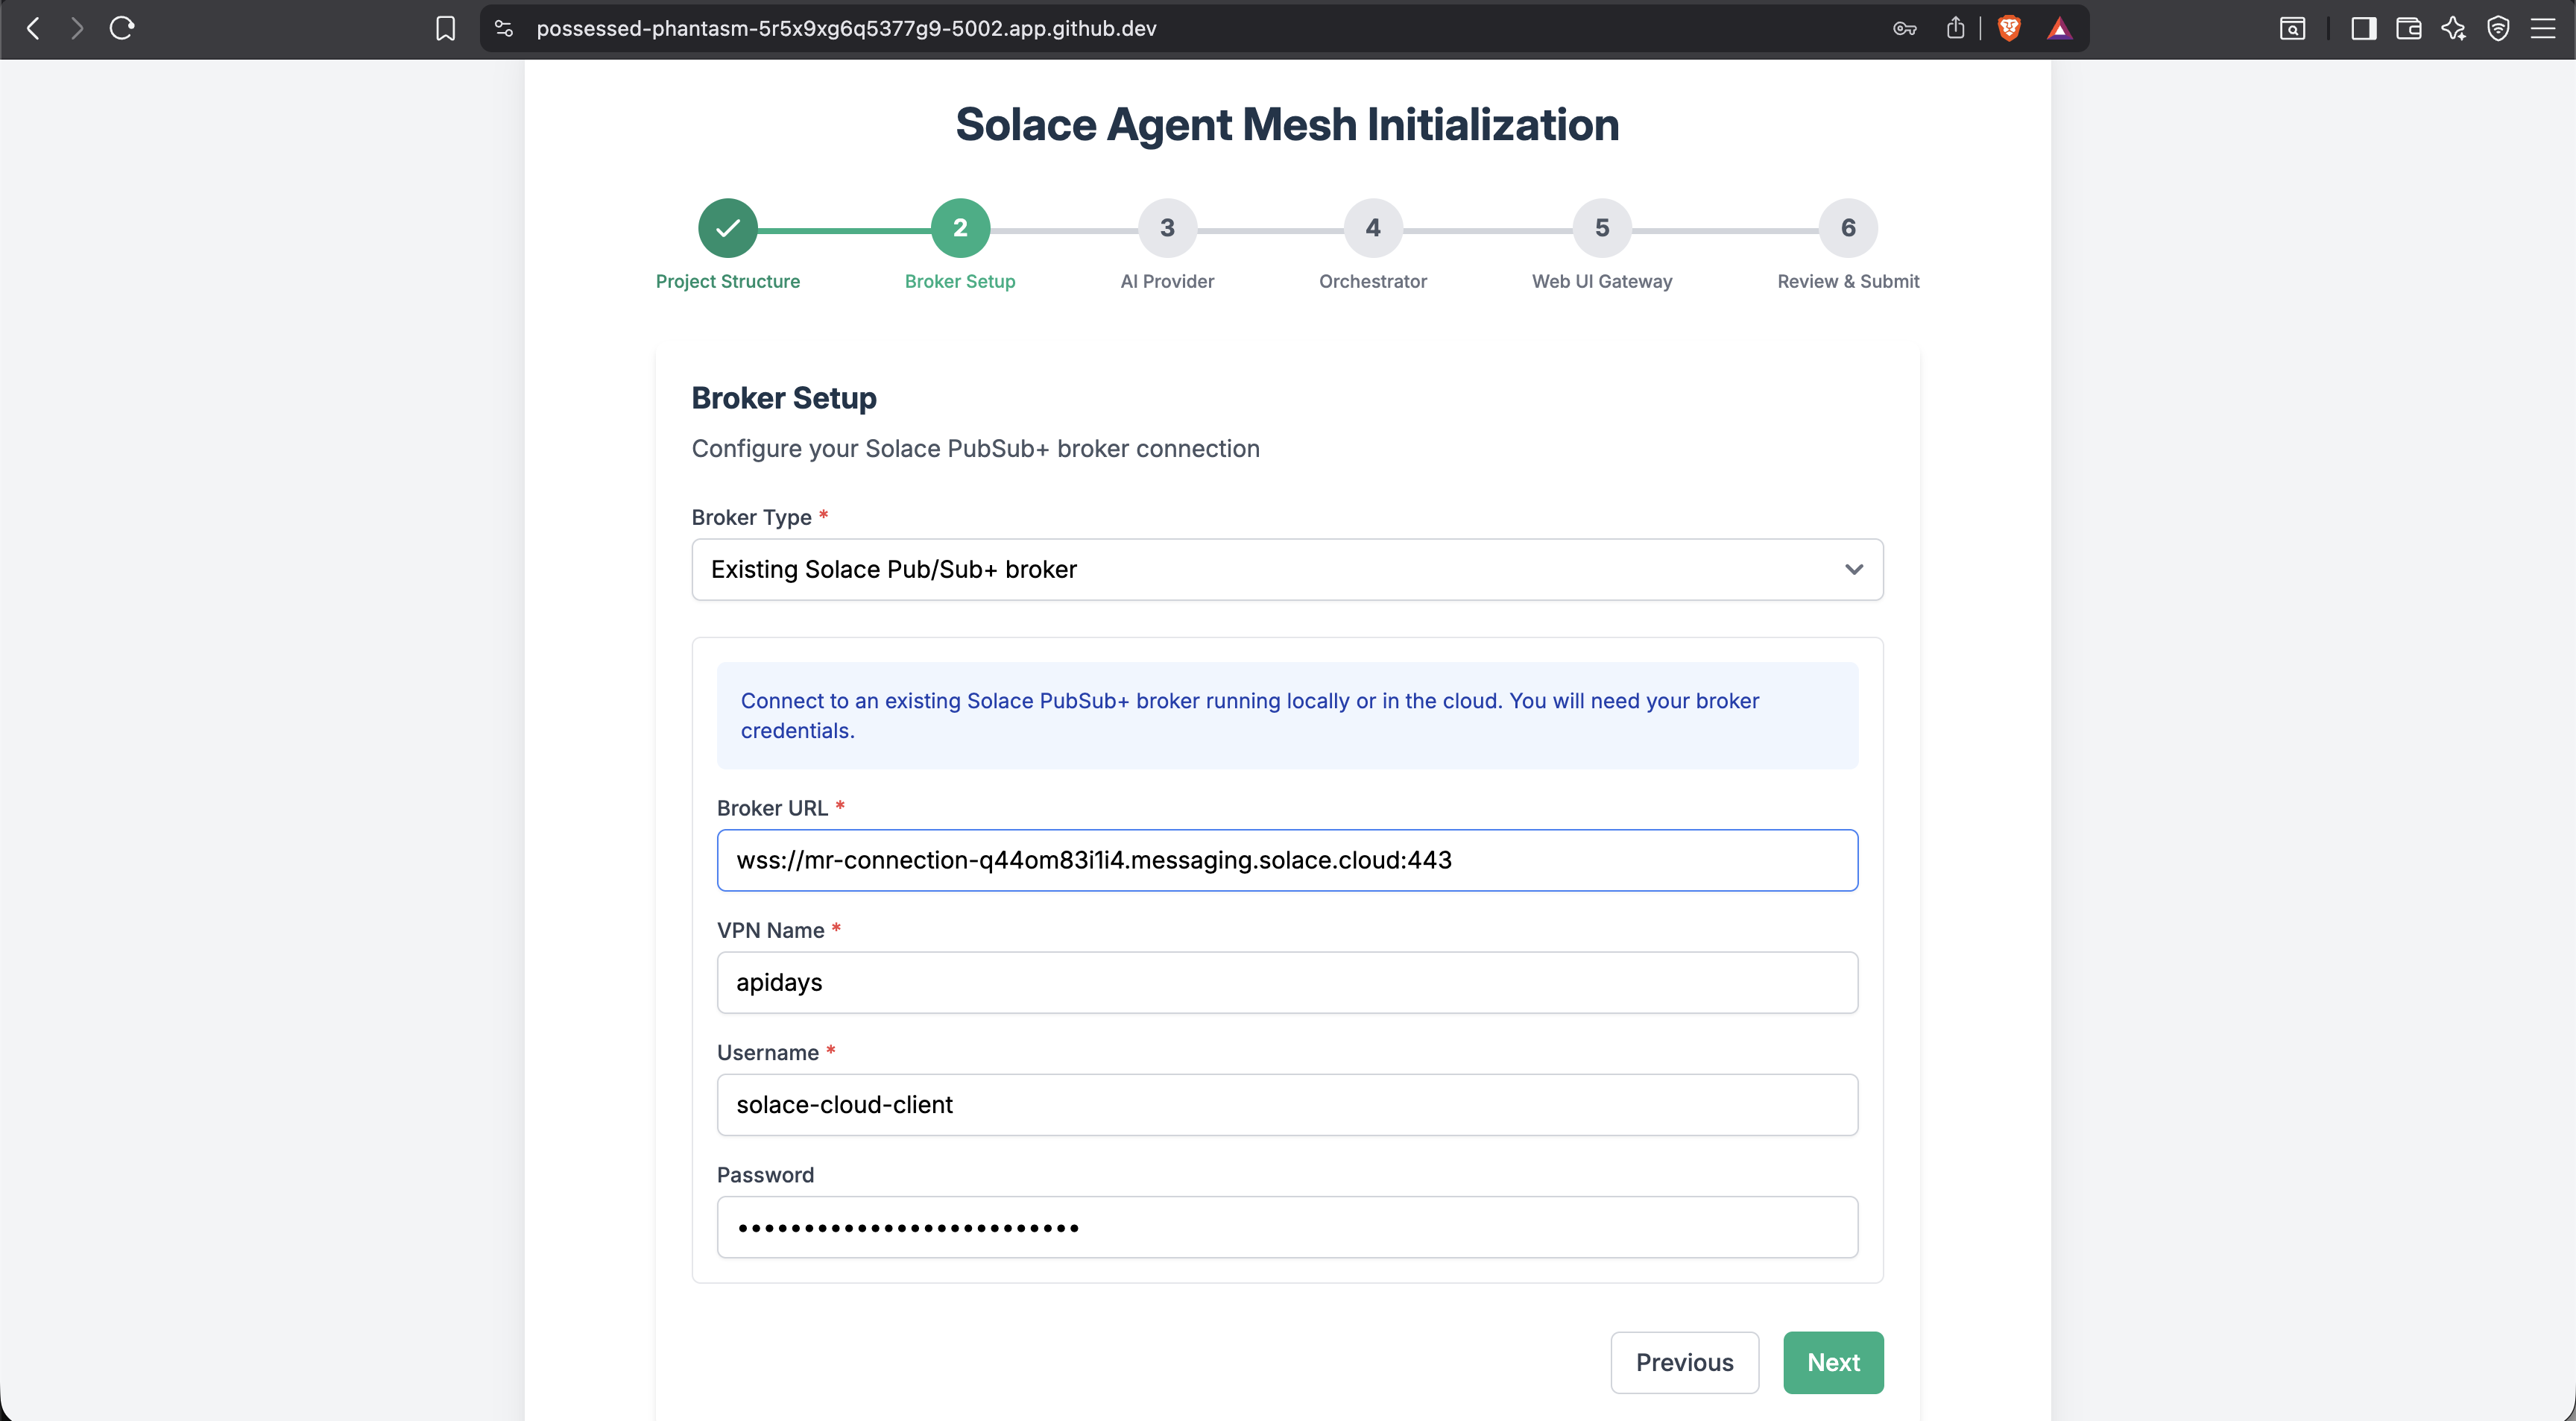 possessed-phantasm-5r5x9xg6q5377g9-5002.app.github.dev
Solace Agent Mesh Initialization
2
3
4
5
6
Project Structure
Broker Setup
AI Provider
Orchestrator
Web UI Gateway
Review & Submit
Broker Setup
Configure your Solace PubSub+ broker connection
Broker Type *
Existing Solace Pub/Sub+ broker
Connect to an existing Solace PubSub+ broker running locally or in the cloud. You will need your broker
credentials.
Broker URL *
wss://mr-connection-q44om83i1i4.messaging.solace.cloud:443
VPN Name *
apidays
Username *
solace-cloud-client
Password
••••••••••••••••••••••••••
Previous
Next